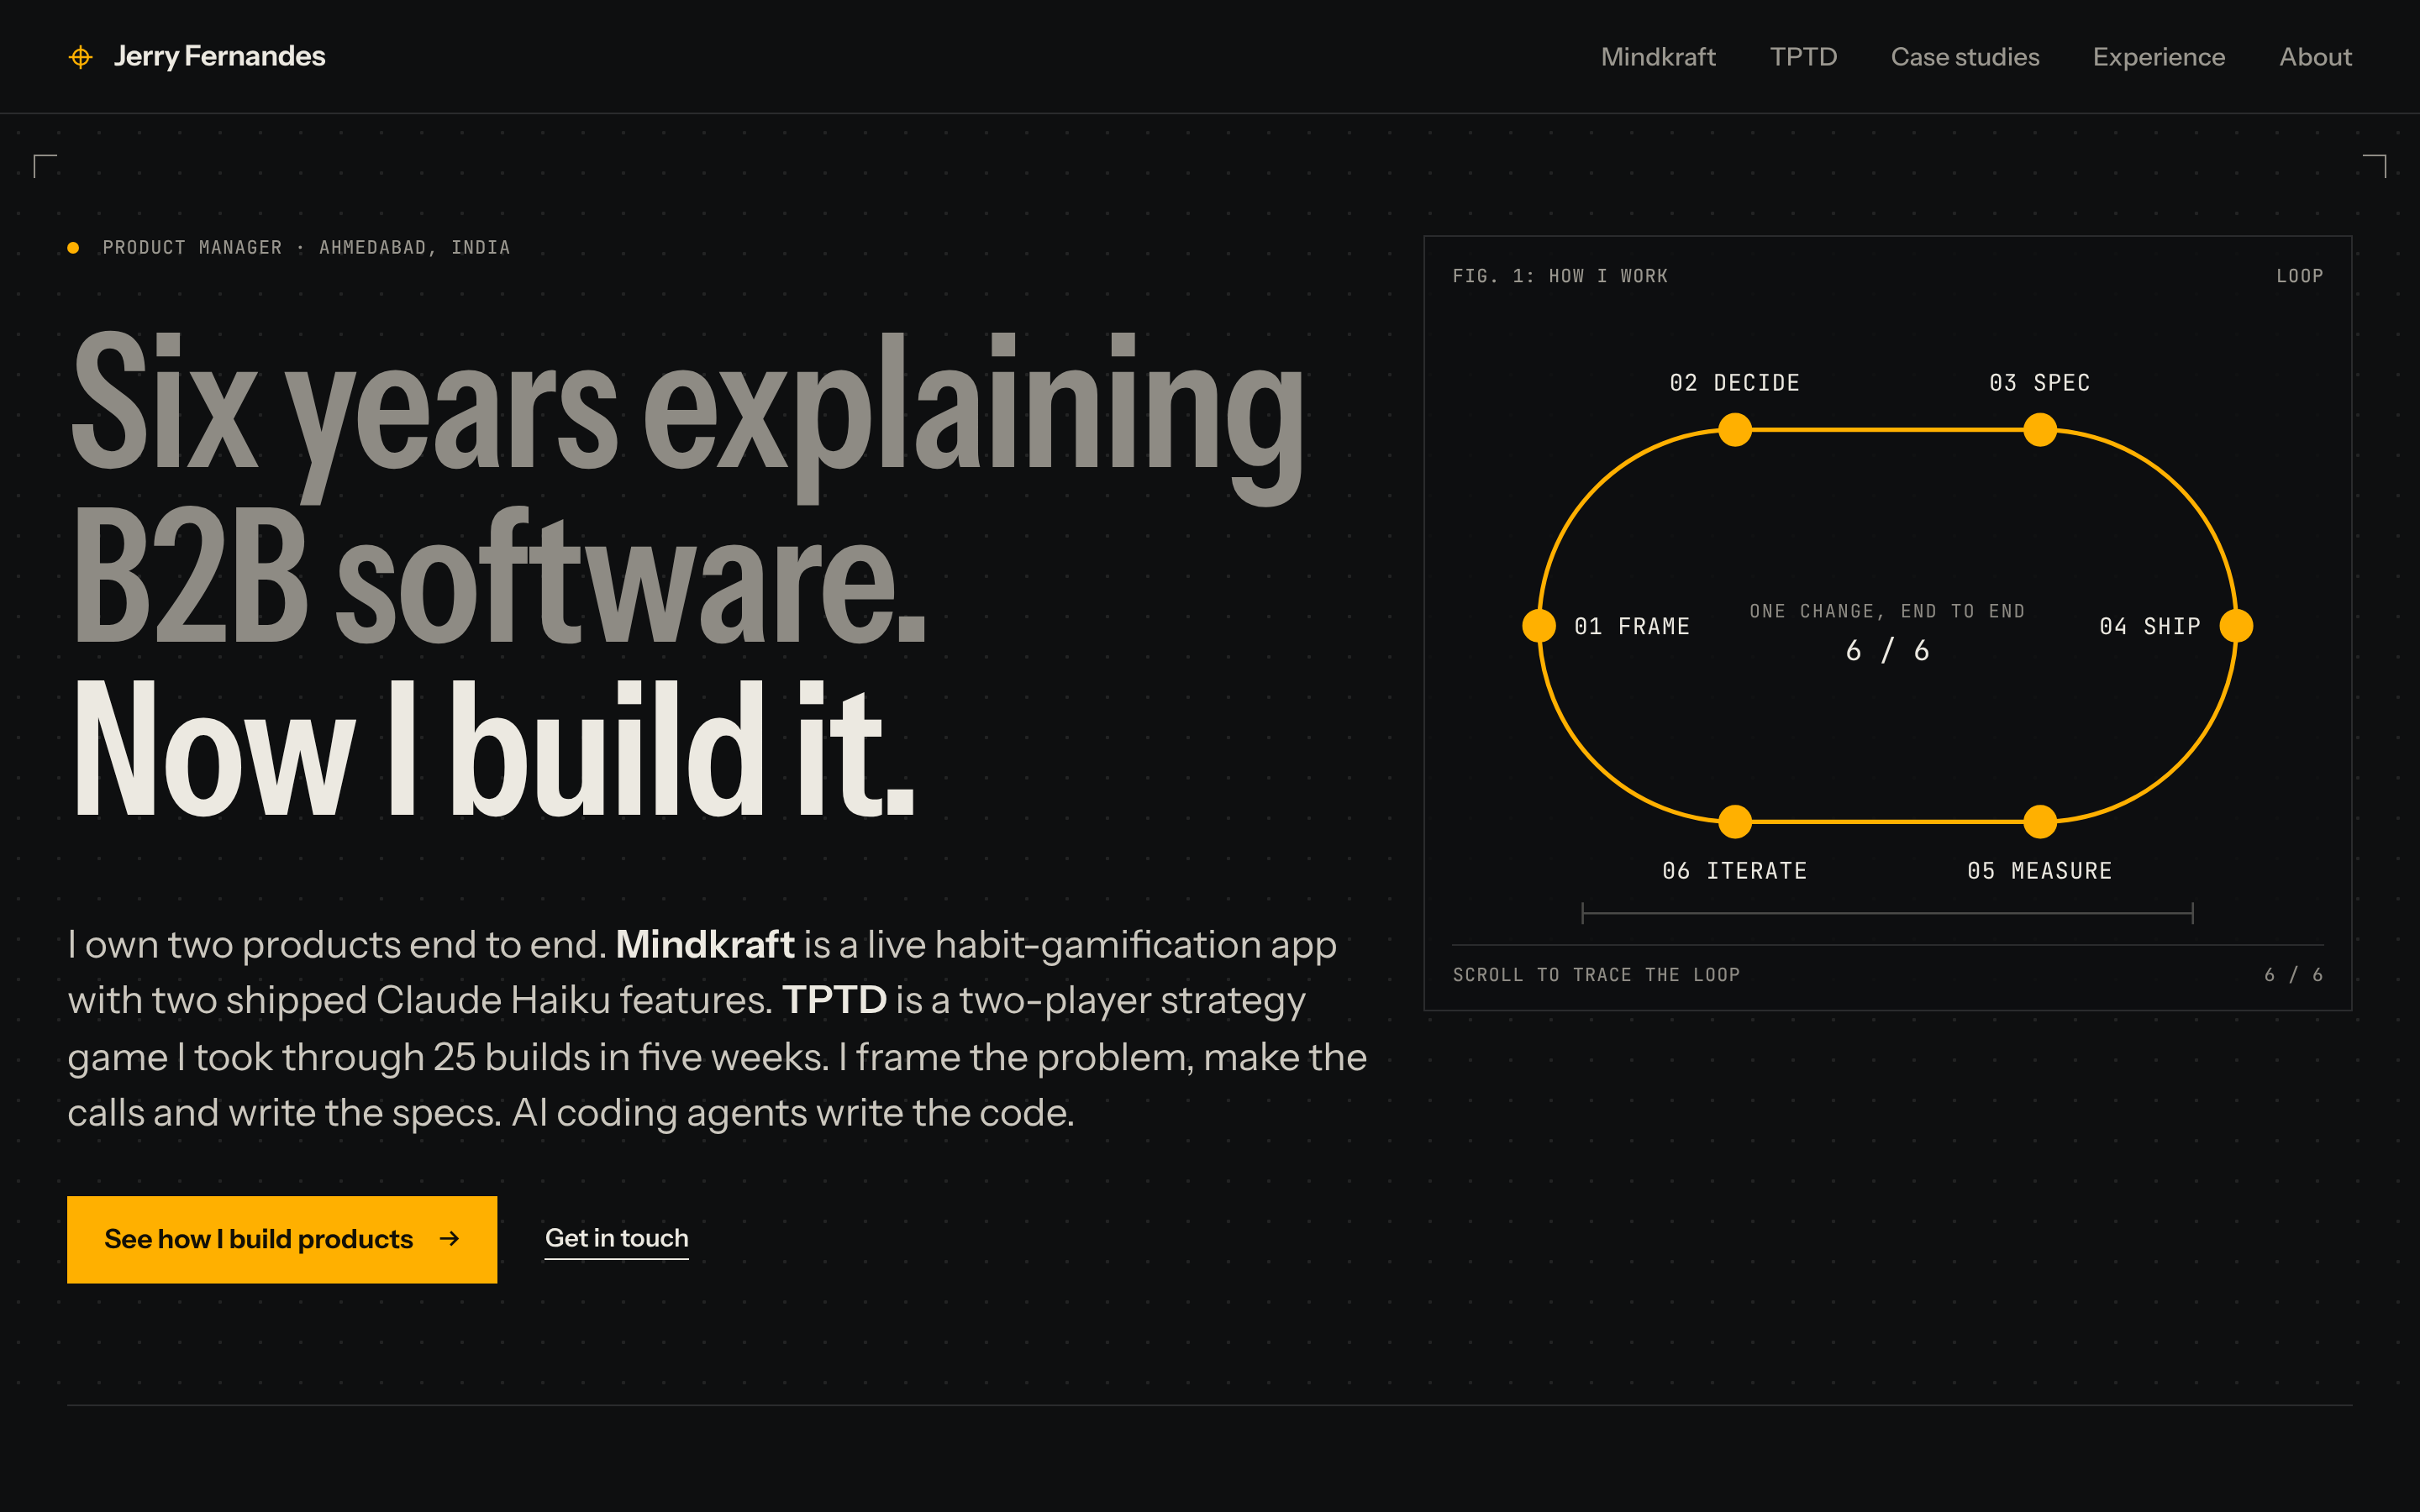 Jerry Fernandes
Mindkraft
TPTD
Case studies
Experience
About
PRODUCT MANAGER · AHMEDABAD, INDIA
Six years explaining
B2B software.
Now I build it.
I own two products end to end. Mindkraft is a live habit-gamification app
with two shipped Claude Haiku features. TPTD is a two-player strategy
game I took through 25 builds in five weeks. I frame the problem, make the
calls and write the specs. AI coding agents write the code.
See how I build products →
Get in touch
FIG. 1: HOW I WORK
LOOP
02 DECIDE
03 SPEC
01 FRAME
ONE CHANGE, END TO END
6 / 6
04 SHIP
06 ITERATE
05 MEASURE
SCROLL TO TRACE THE LOOP
6 / 6